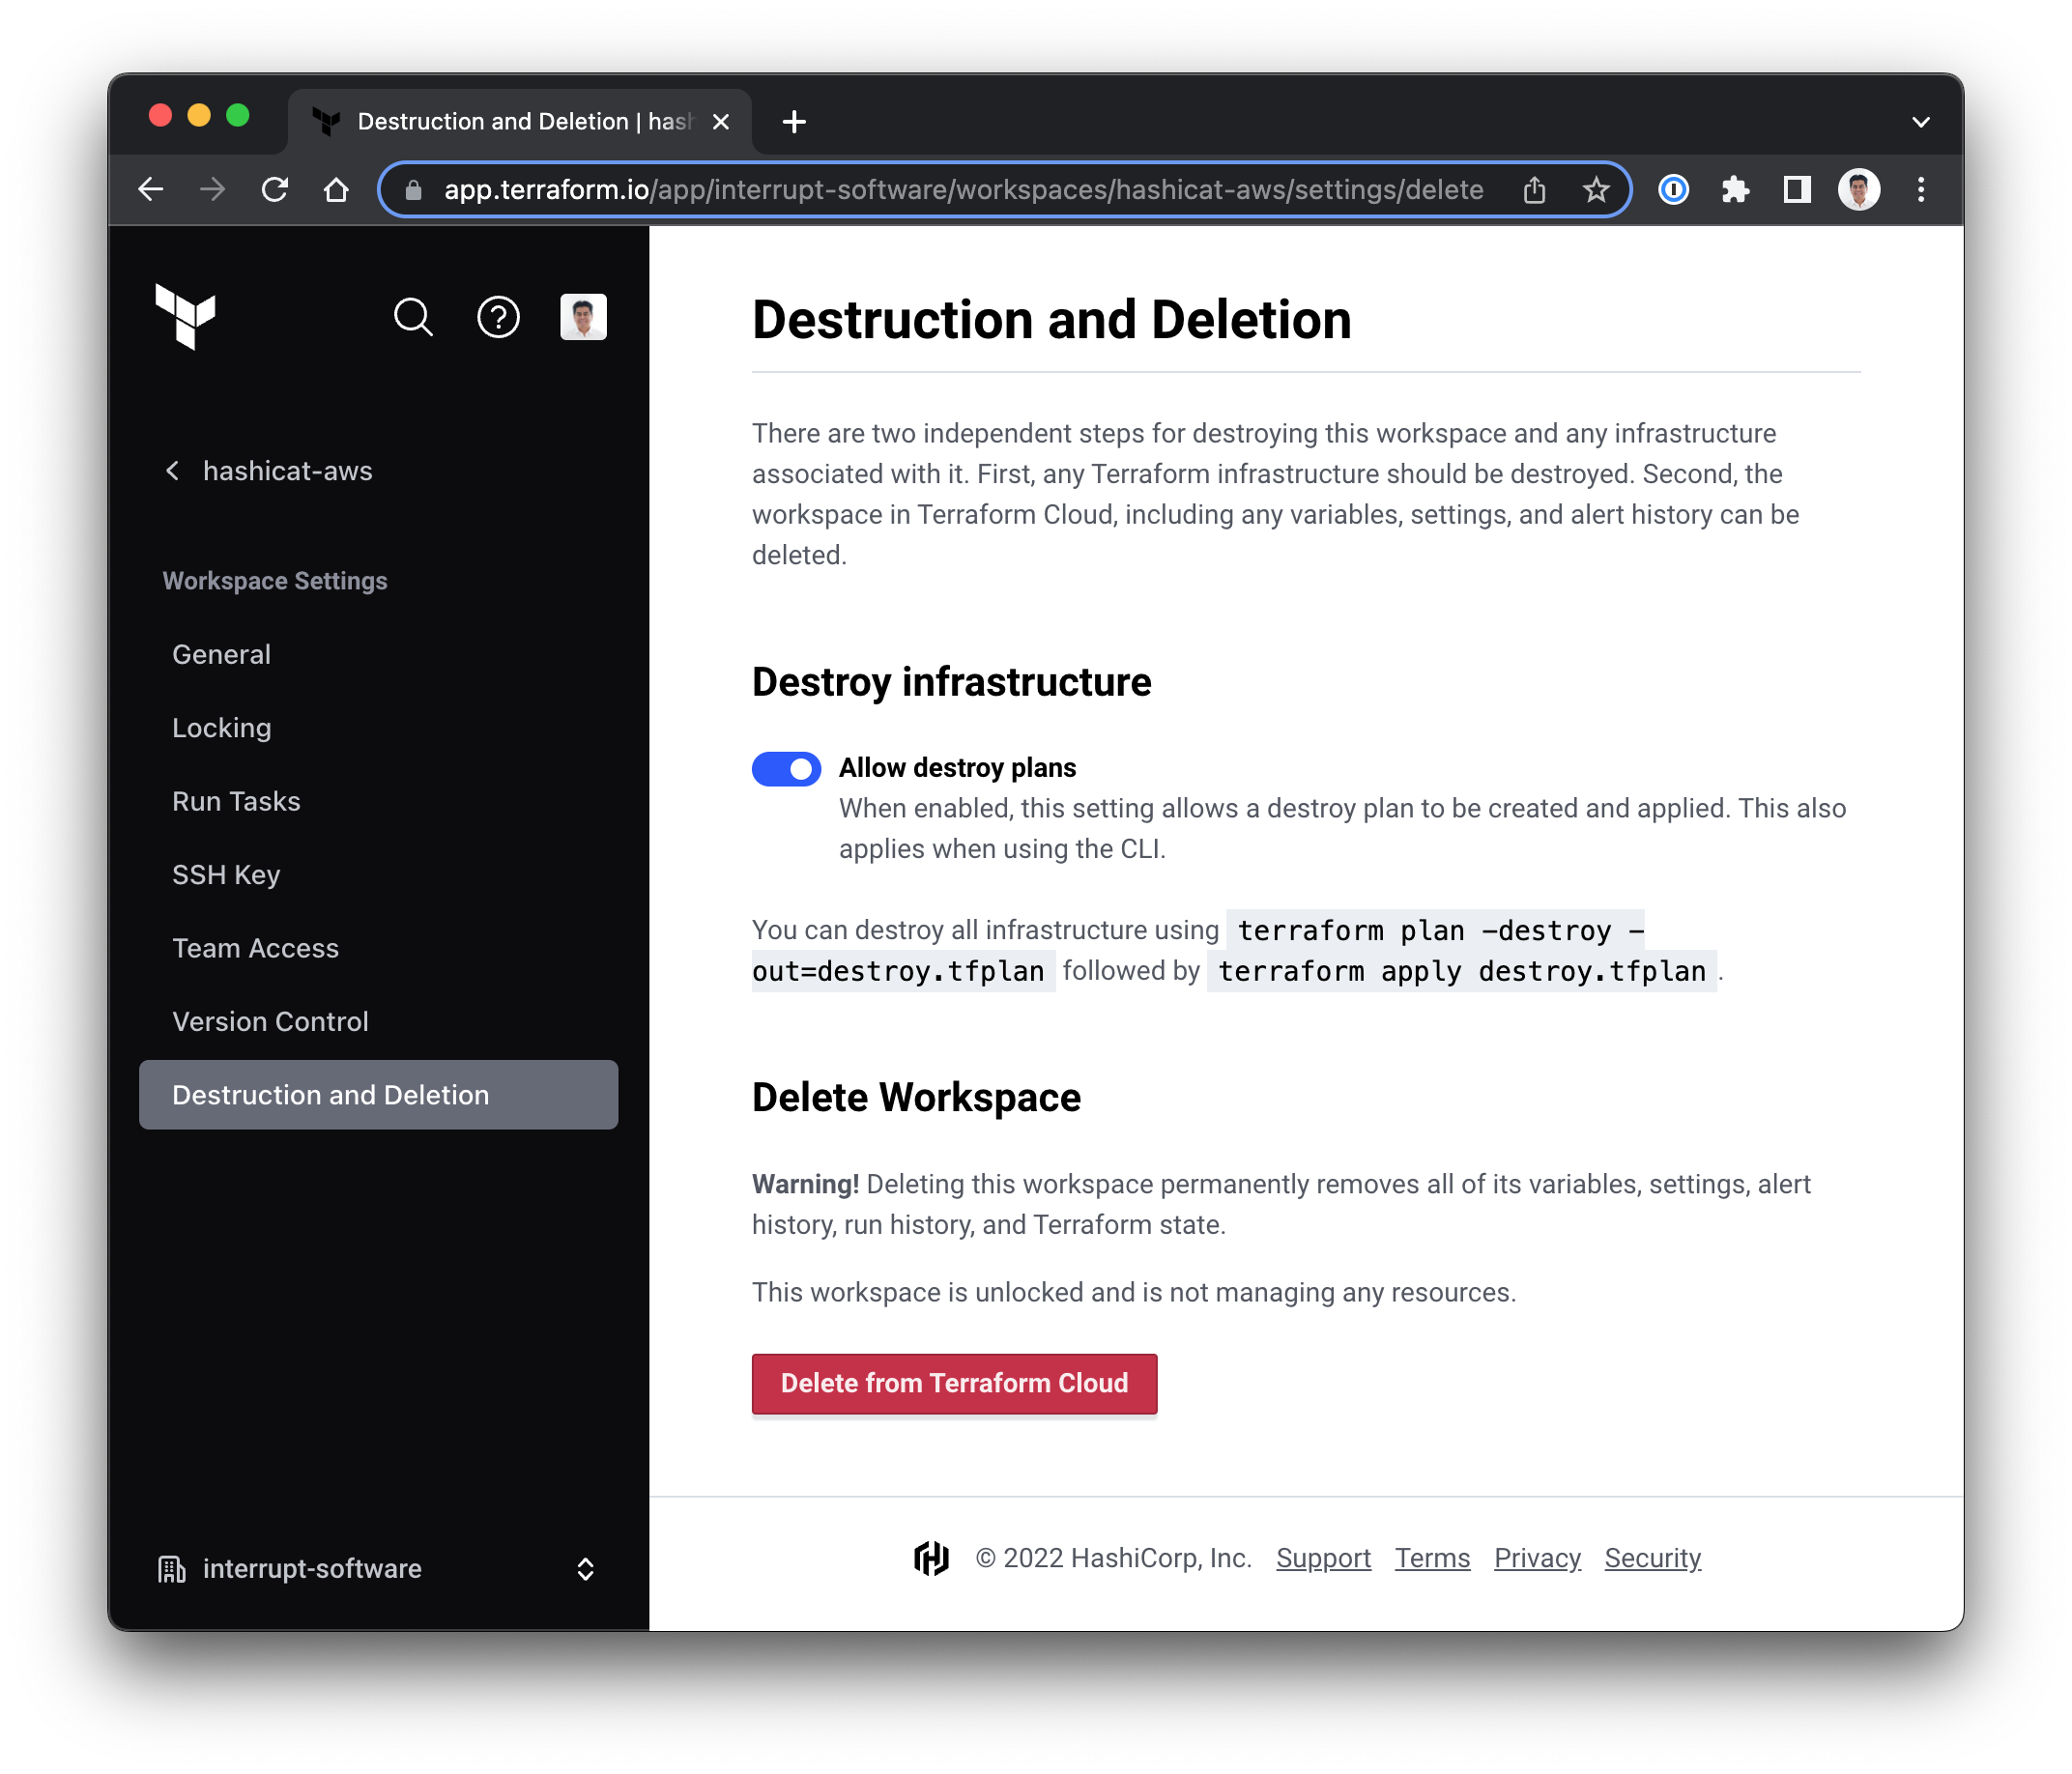 Destruction and Deletion | hash
app.terraform.io/app/interrupt-software/workspaces/hashicat-aws/settings/delete
hashicat-aws
Workspace Settings
General
Locking
Run Tasks
SSH Key
Team Access
Version Control
Destruction and Deletion
interrupt-software
Destruction and Deletion
There are two independent steps for destroying this workspace and any infrastructure
associated with it. First, any Terraform infrastructure should be destroyed. Second, the
workspace in Terraform Cloud, including any variables, settings, and alert history can be
deleted.
Destroy infrastructure
Allow destroy plans
When enabled, this setting allows a destroy plan to be created and applied. This also
applies when using the CLI.
You can destroy all infrastructure using terraform plan -destroy -
out=destroy.tfplan followed by terraform apply destroy.tfplan .
Delete Workspace
Warning! Deleting this workspace permanently removes all of its variables, settings, alert
history, run history, and Terraform state.
This workspace is unlocked and is not managing any resources.
Delete from Terraform Cloud
© 2022 HashiCorp, Inc. Support Terms Privacy Security